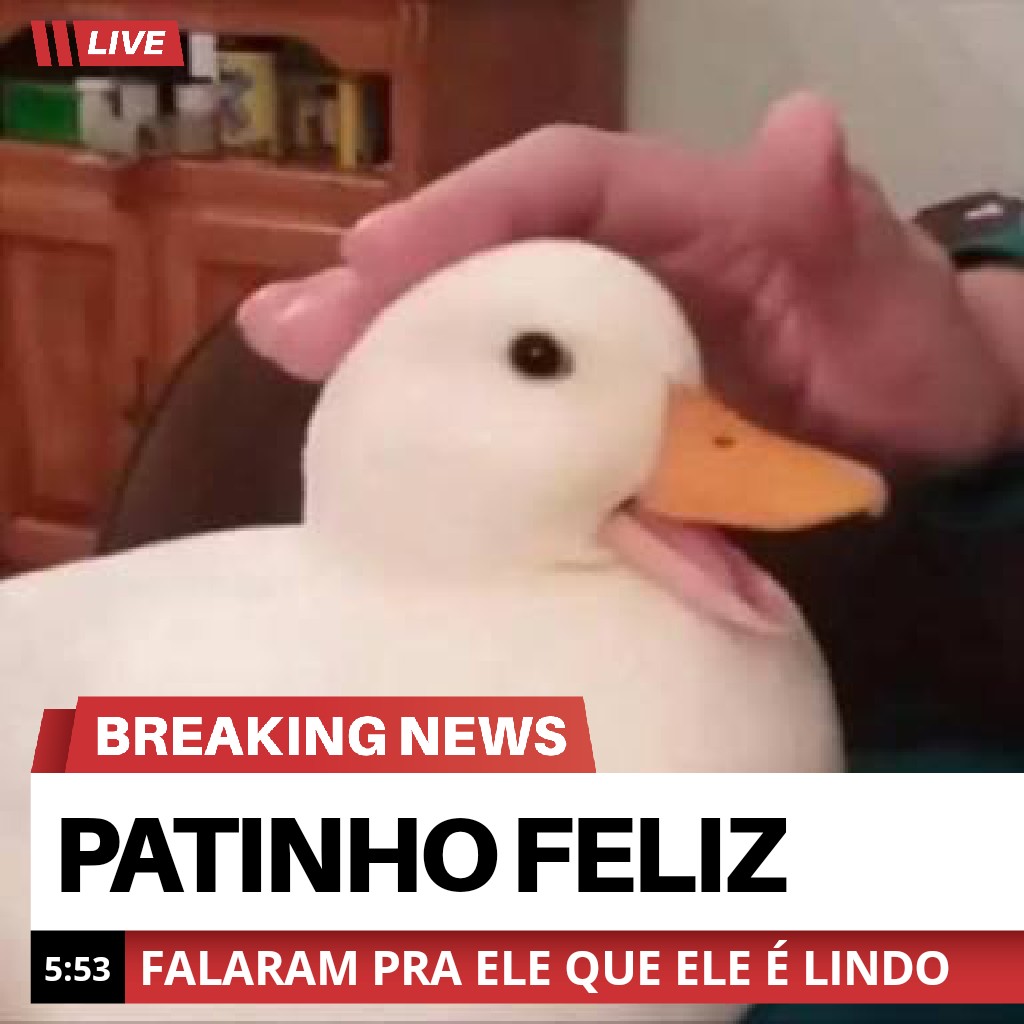 LIVE
BREAKING NEWS
PATINHO FELIZ
5:53 FALARAM PRA ELE QUE ELE É LINDO